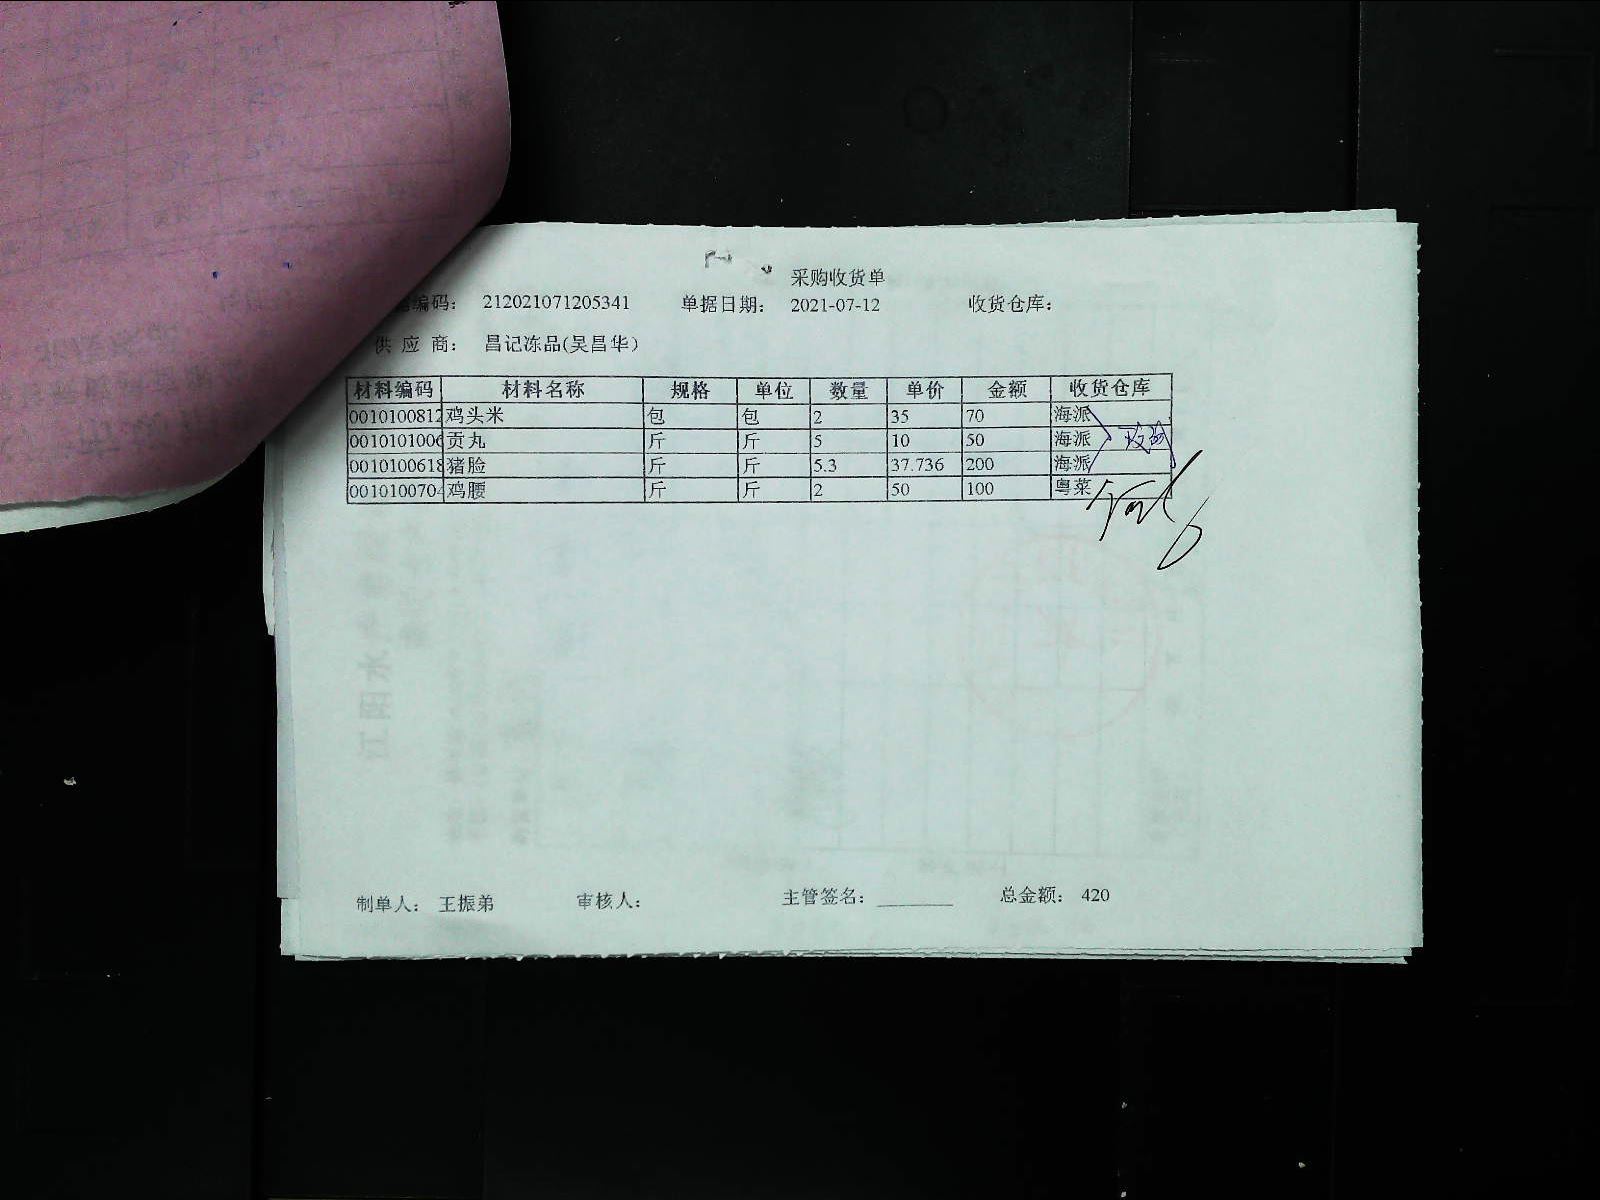 采购收货单
编码： 212021071205341 单据日期： 2021-07-12 收货仓库：
供 应 商： 昌记冻品(吴昌华)
材料编码 材料名称 规格 单位 数量 单价 金额 收货仓库
0010100812 鸡头米 包 包 2 35 70 海派
001010100 贡丸 斤 斤 5 10 50 海派
0010100618 猪脸 斤 斤 5.3 37.736 200 海派
001010070 鸡腰 斤 斤 2 50 100 粤菜
制单人： 王振弟 审核人： 主管签名： 总金额： 420